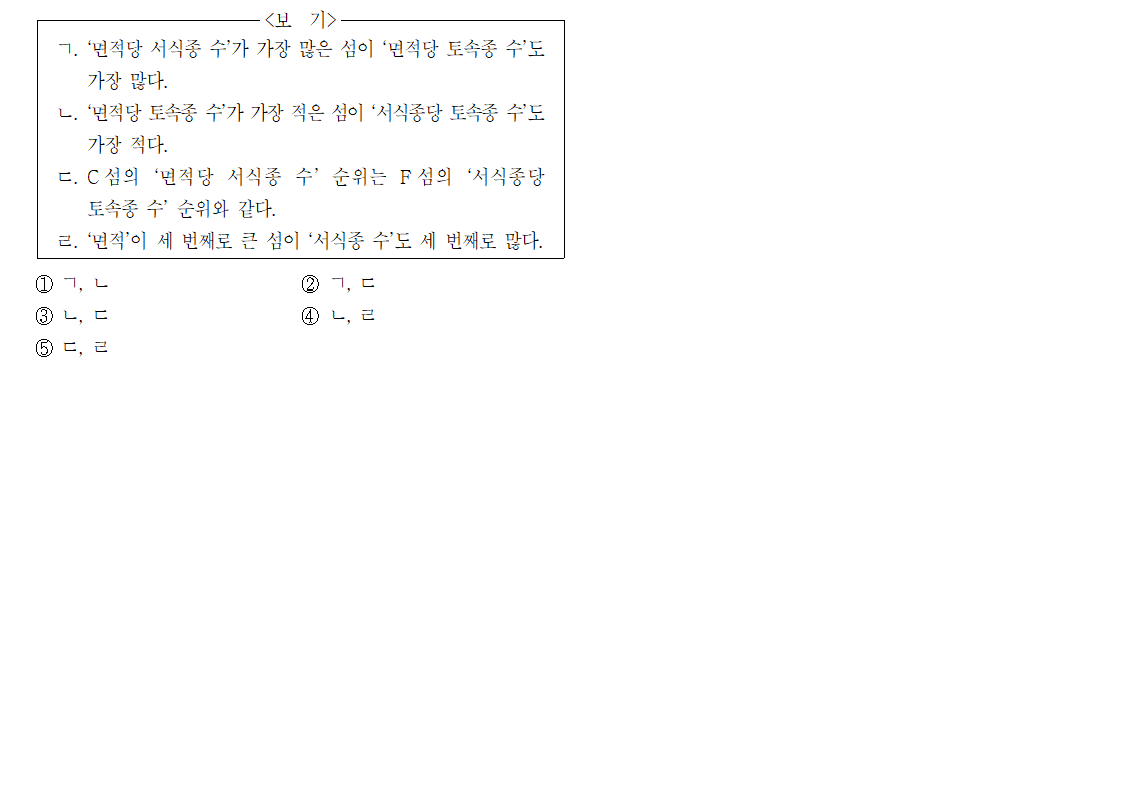 <보 기>
ㄱ. ‘면적당 서식종 수’가 가장 많은 섬이 ‘면적당 토속종 수’도
가장 많다.
ㄴ. ‘면적당 토속종 수’가 가장 적은 섬이 ‘서식종당 토속종 수’도
가장 적다.
ㄷ. C 섬의 ‘면적당 서식종 수’ 순위는 F 섬의 ‘서식종당
토속종 수’ 순위와 같다.
ㄹ. ‘면적’이 세 번째로 큰 섬이 ‘서식종 수’도 세 번째로 많다.
① ㄱ, ㄴ ② ㄱ, ㄷ
③ ㄴ, ㄷ ④ ㄴ, ㄹ
⑤ ㄷ, ㄹ